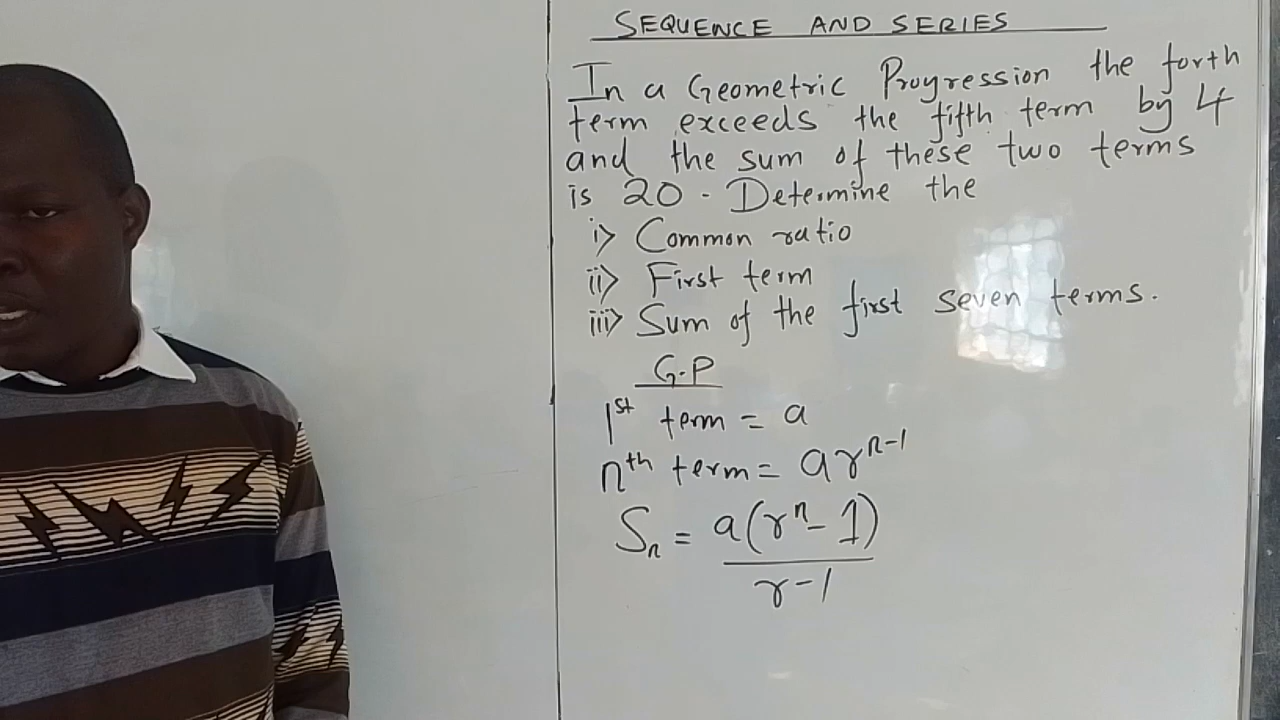 SEQUENCE AND SERIES
In a Geometric Progression the forth
term exceeds the fifth term by 4
and the sum of these two terms
is 20. Determine the
i) Common ratio
ii) First term
iii) Sum of the first seven terms.
G.P
1st term = a
nth term = ar^n-1
Sn = a(r^n - 1)
r-1